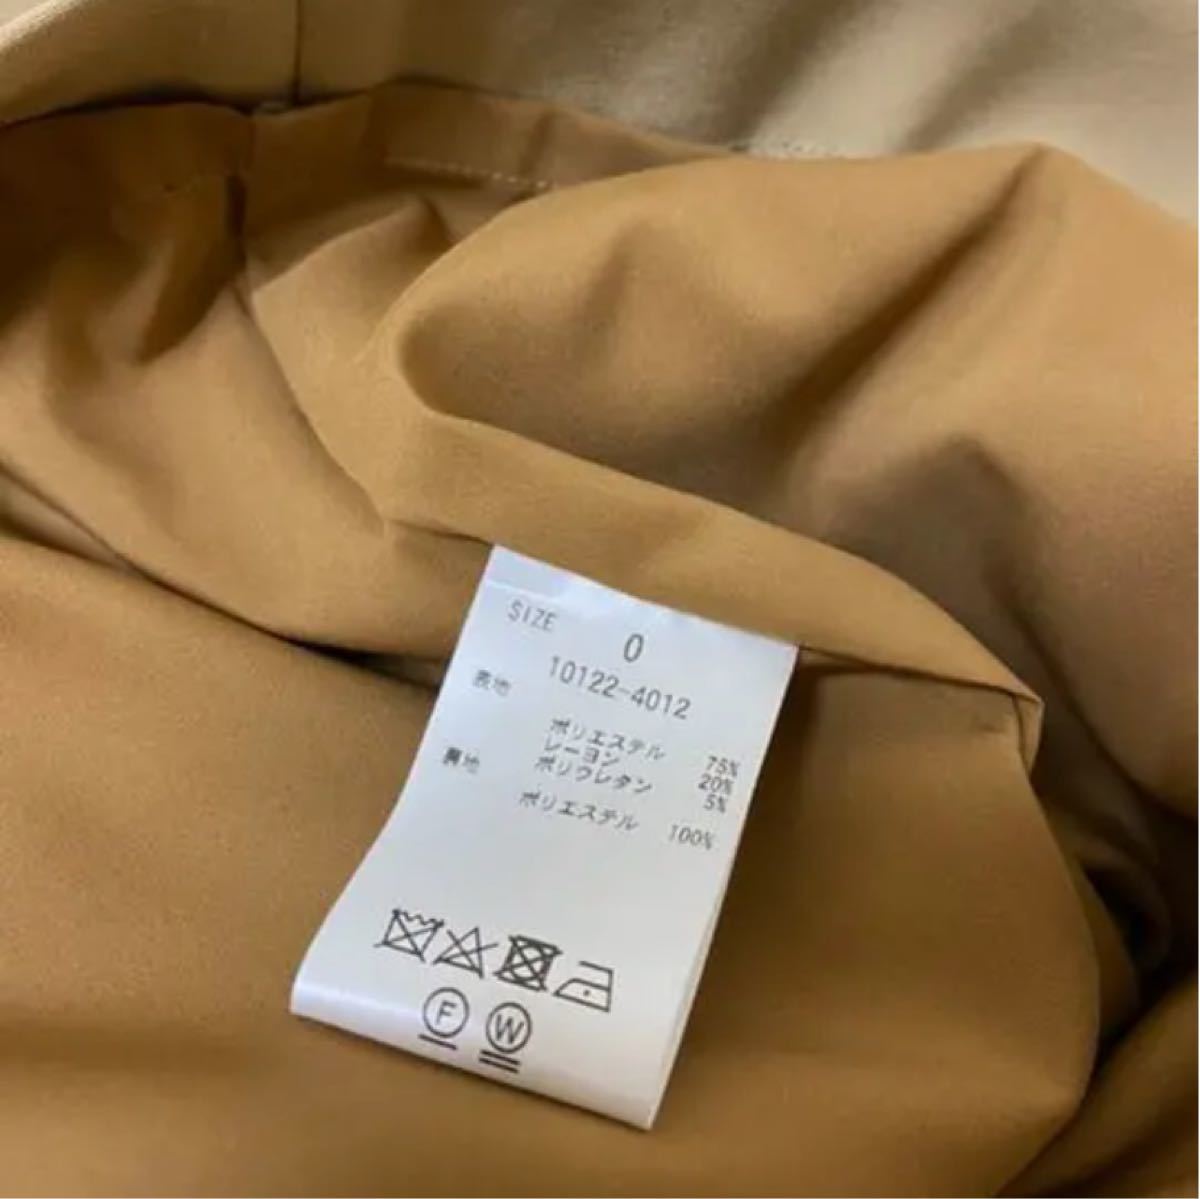 SIZE 0
10122-4012
表地
ポリエステル 75%
レーヨン 20%
ポリウレタン 5%
裏地
ポリエステル 100%
F W